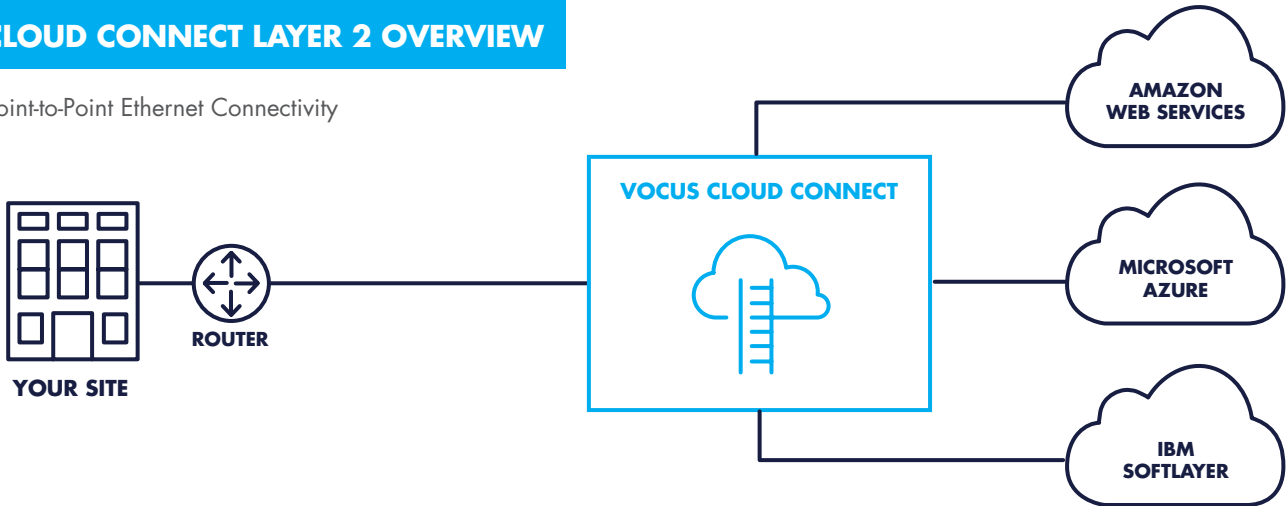 CLOUD CONNECT LAYER 2 OVERVIEW
oint-to-Point Ethernet Connectivity
AMAZON
WEB SERVICES
VOCUS CLOUD CONNECT
MICROSOFT
AZURE
ROUTER
YOUR SITE
IBM
SOFTLAYER